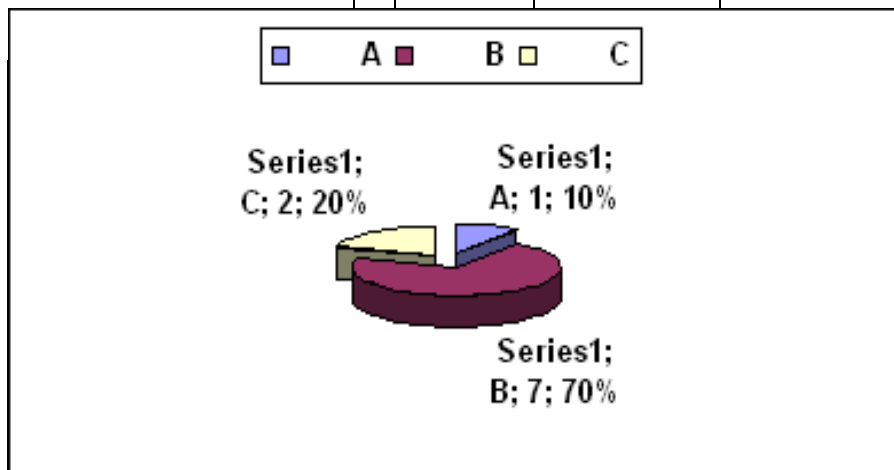 A B C
Series1;
C; 2; 20%
Series1;
A; 1; 10%
Series1;
B; 7; 70%